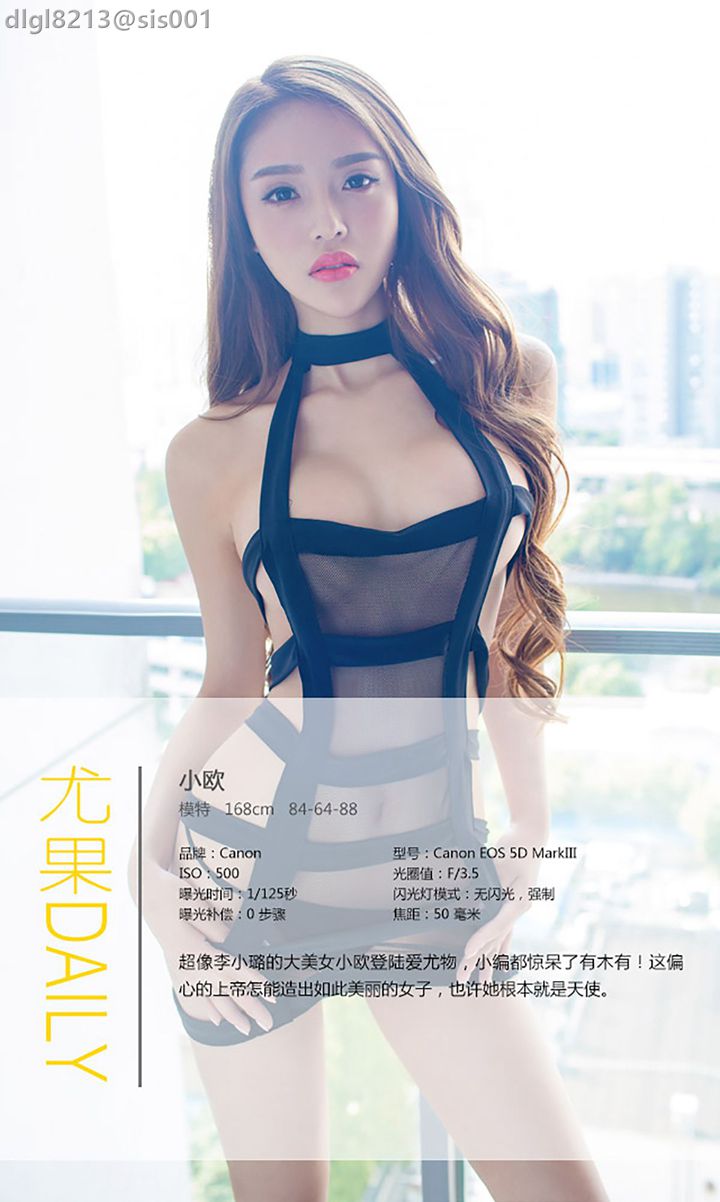 dlgl8213@sis001
尤果DAILY
小欧
模特 168cm 84-64-88
品牌：Canon 型号：Canon EOS 5D MarkIII
ISO：500 光圈值：F/3.5
曝光时间：1/125秒 闪光灯模式：无闪光，强制
曝光补偿：0 步骤 焦距：50 毫米
超像李小璐的大美女小欧登陆爱尤物，小编都惊呆了有木有！这偏
心的上帝怎能造出如此美丽的女子，也许她根本就是天使。